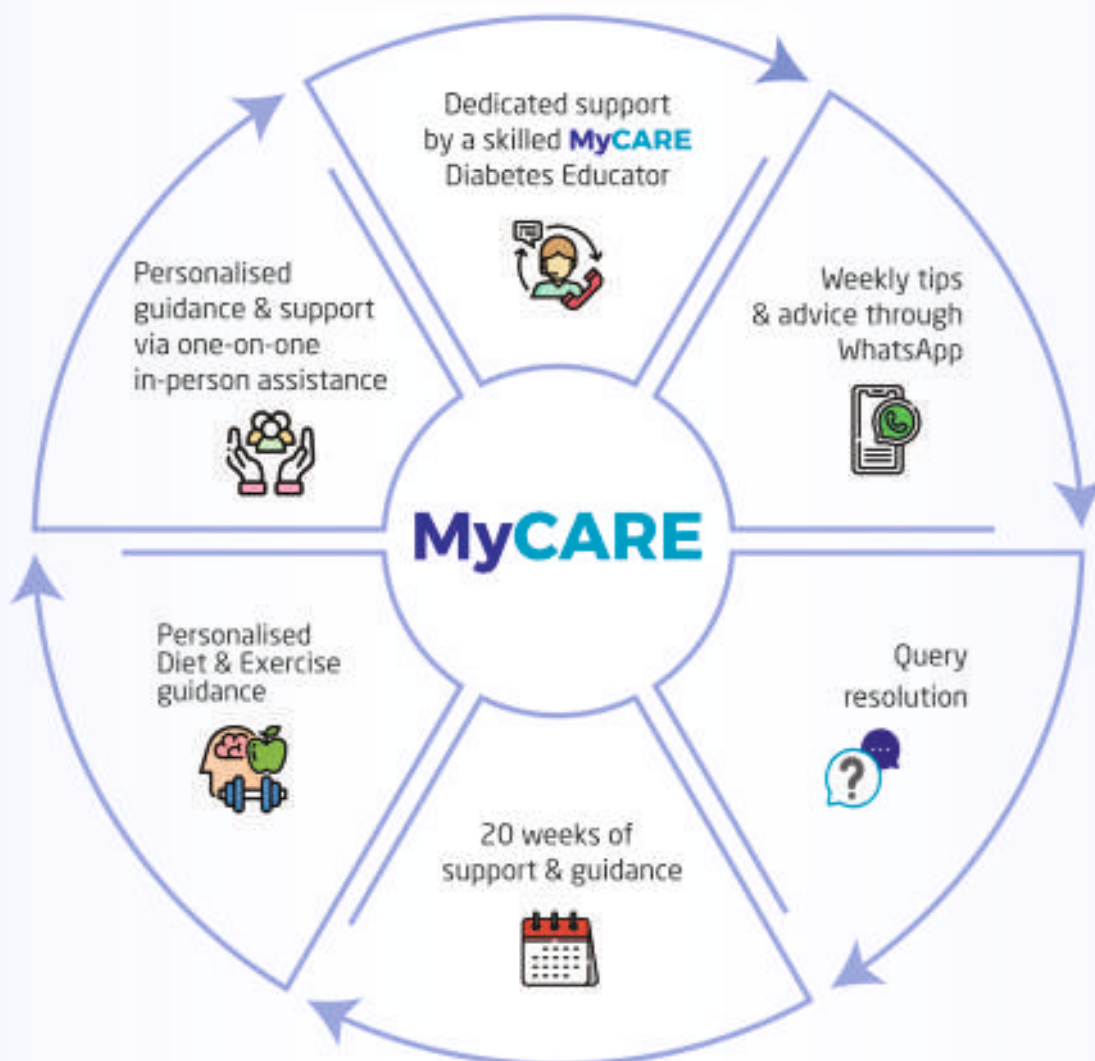 Dedicated support
by a skilled MyCARE
Diabetes Educator
Weekly tips
& advice through
WhatsApp
Query
resolution
20 weeks of
support & guidance
Personalised
Diet & Exercise
guidance
Personalised
guidance & support
via one-on-one
in-person assistance
MyCARE